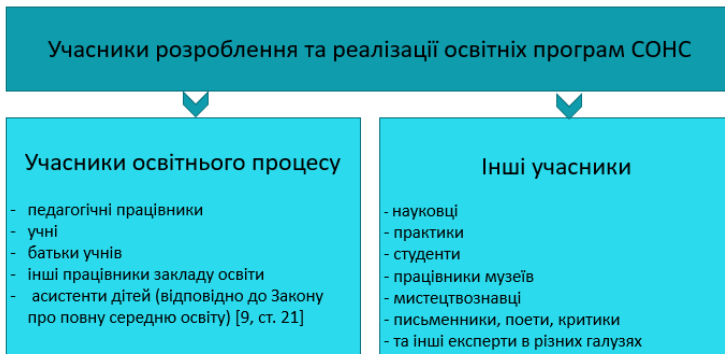 Учасники розроблення та реалізації освітніх програм СОНС
Учасники освітнього процесу
- педагогічні працівники
- учні
- батьки учнів
- інші працівники закладу освіти
- асистенти дітей (відповідно до Закону
про повну середню освіту) [9, ст. 21]
Інші учасники
- науковці
- практики
- студенти
- працівники музеїв
- мистецтвознавці
- письменники, поети, критики
- та інші експерти в різних галузях